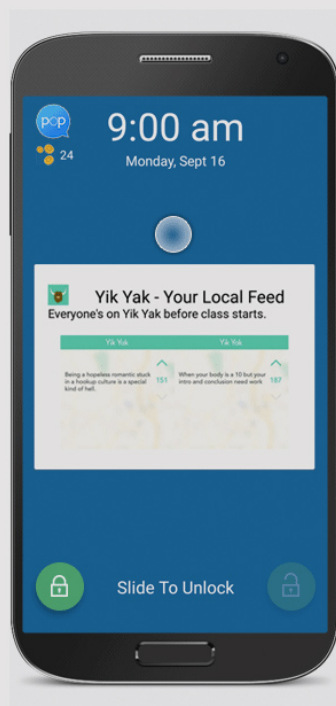 pop
9:00 am
24
Monday, Sept 16
Yik Yak - Your Local Feed
Everyone's on Yik Yak before class starts.
Yik Yak
Yik Yak
Being a hopeless romantic stuck
in a hookup culture is a special
kind of hell.
151
When your body is a 10 but your
intro and conclusion need work
187
Slide To Unlock